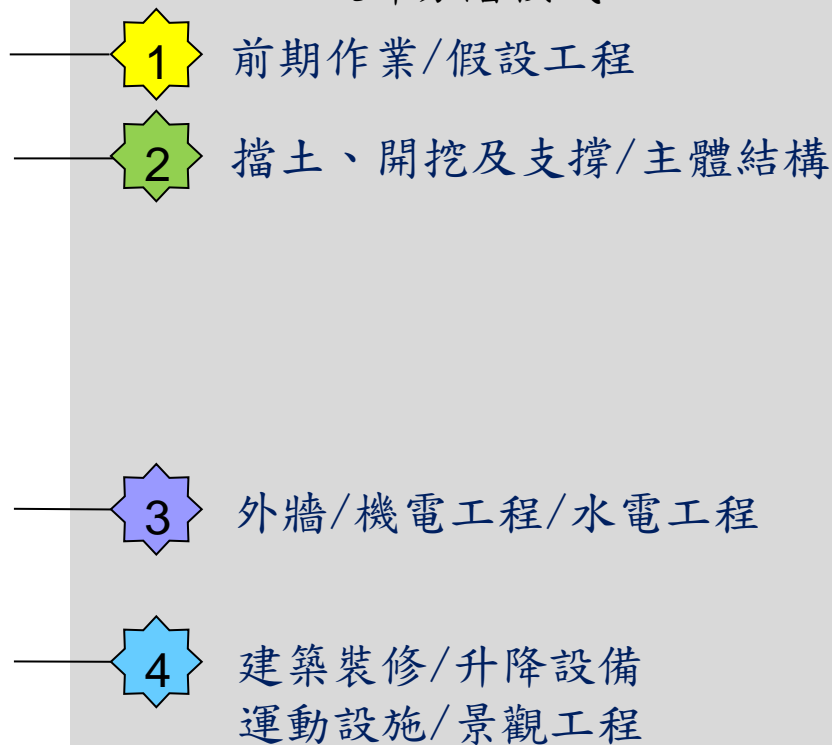 1 前期作業/假設工程
2 擋土、開挖及支撐/主體結構
3 外牆/機電工程/水電工程
4 建築裝修/升降設備
運動設施/景觀工程